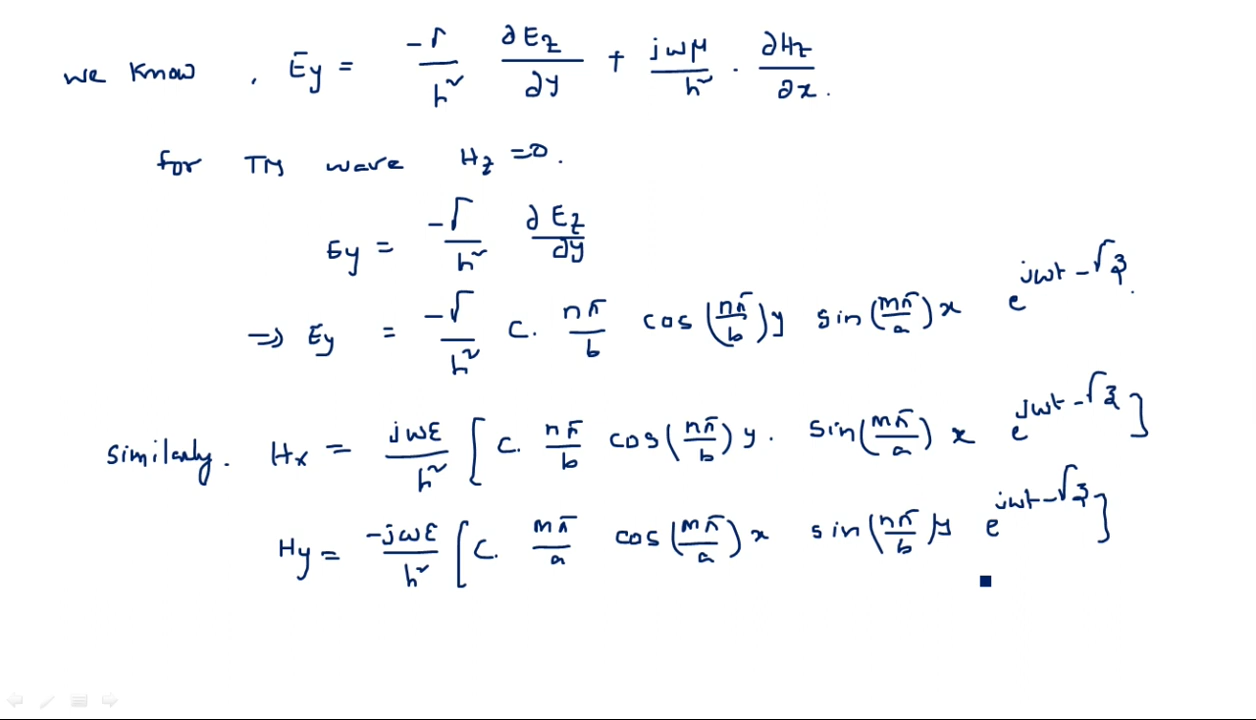 we know , Ey = -Γ/h² ∂Ez/∂y + jωμ/h² . ∂Hz/∂x .
for TM wave Hz =0.
Ey = -Γ/h² ∂Ez/∂y
⇒ Ey = -Γ/h² C. nπ/b cos(nπ/b)y sin(mπ/a)x e^(jωt-Γz) .
Similarly. Hx = jωε/h² [C. nπ/b cos(nπ/b)y. sin(mπ/a)x e^(jωt-Γz)]
Hy = -jωε/h² [C. mπ/a cos(mπ/a)x sin(nπ/b)y e^(jωt-Γz)]